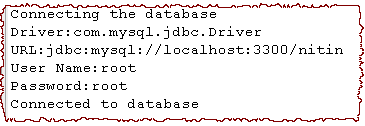 Connecting the database
Driver:com.mysql.jdbc.Driver
URL:jdbc:mysql://localhost:3300/nitin
User Name:root
Password:root
Connected to database